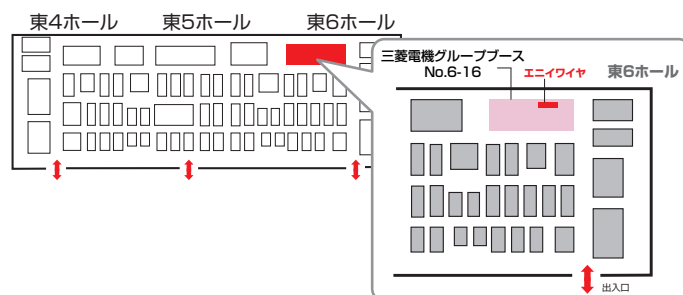 東4ホール 東5ホール 東6ホール
三菱電機グループブース
No.6-16
エニイワイヤ
東6ホール
出入口